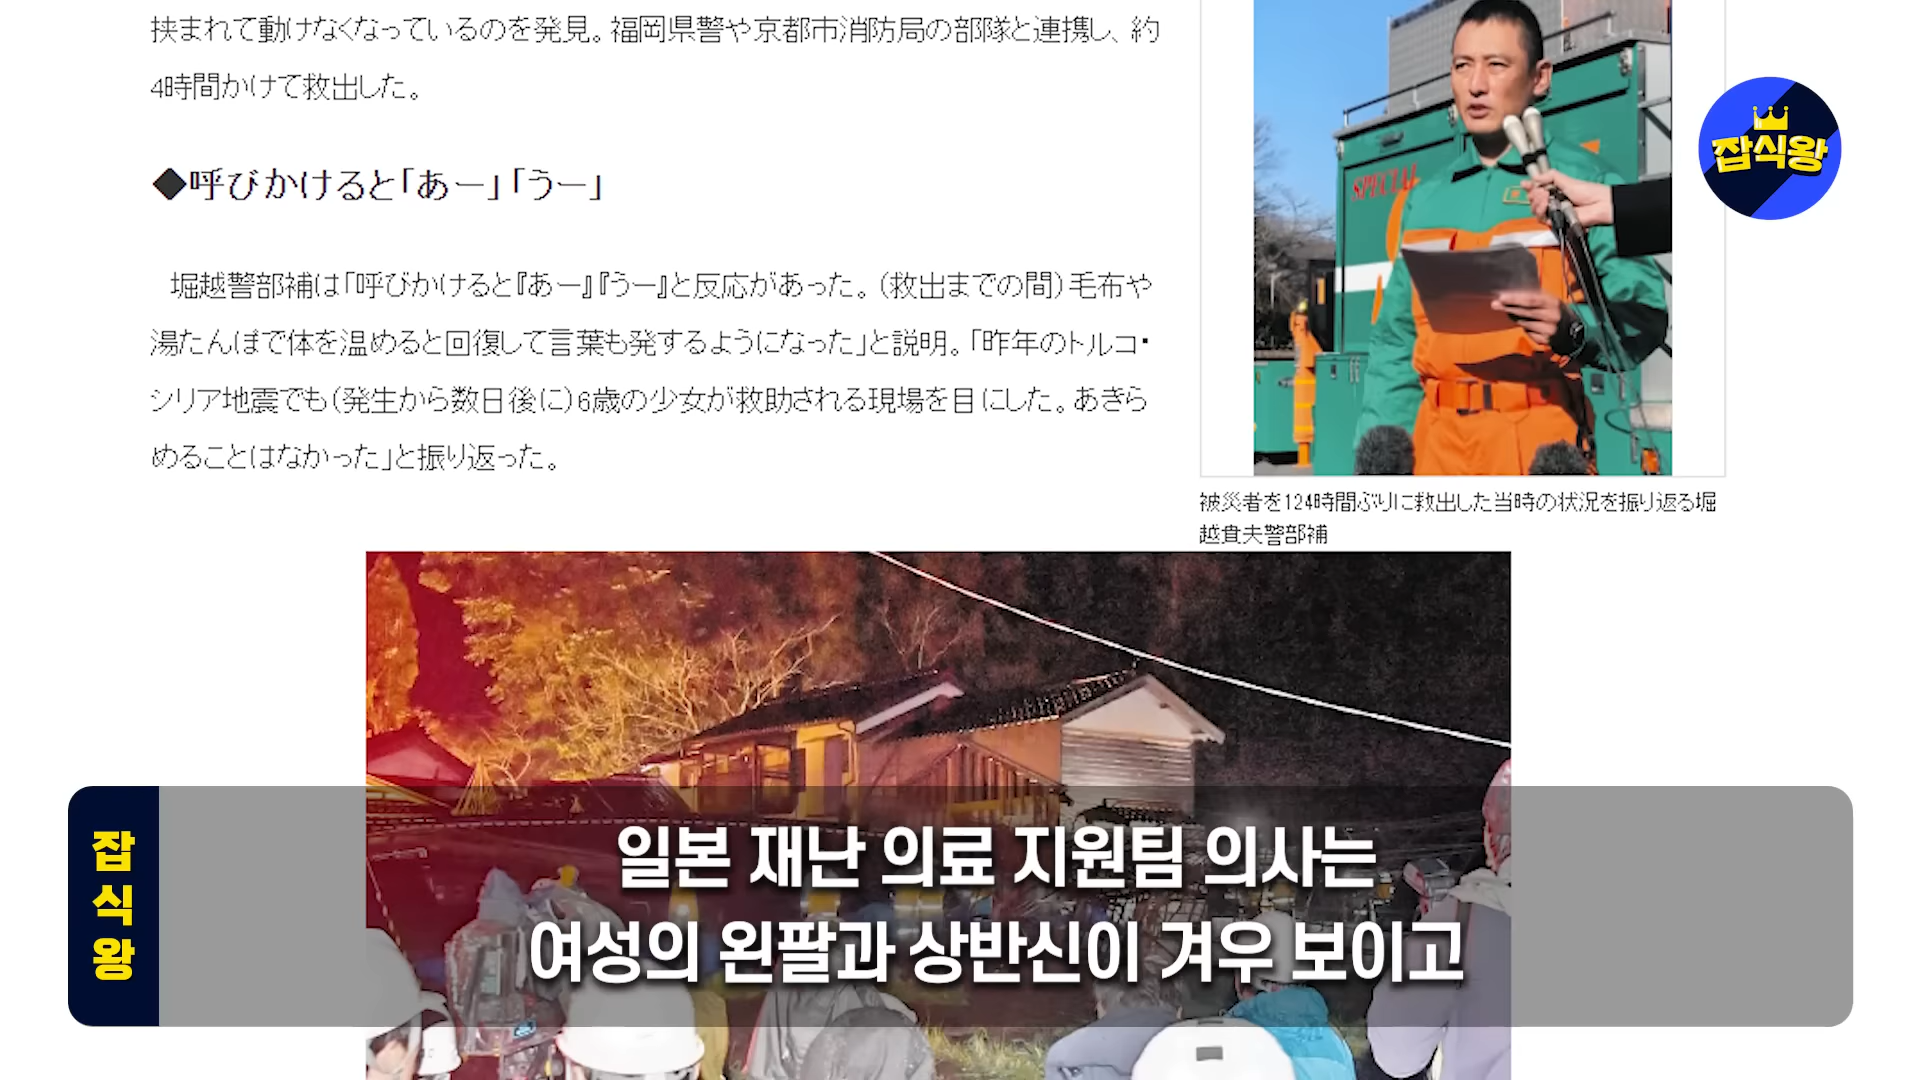 挟まれて動けなくなっているのを発見。福岡県警や京都市消防局の部隊と連携し、約
4時間かけて救出した。
◆呼びかけると「あー」「うー」
堀越警部補は「呼びかけると『あー』『うー』と反応があった。(救出までの間)毛布や
湯たんぽで体を温めると回復して言葉も発するようになった」と説明。「昨年のトルコ・
シリア地震でも(発生から数日後に)6歳の少女が救助される現場を目にした。あきら
めることはなかった」と振り返った。
SPECIAL
잡식왕
被災者を124時間ぶりに救出した当時の状況を振り返る堀
越貴夫警部補
잡식왕
일본 재난 의료 지원팀 의사는
여성의 왼팔과 상반신이 겨우 보이고